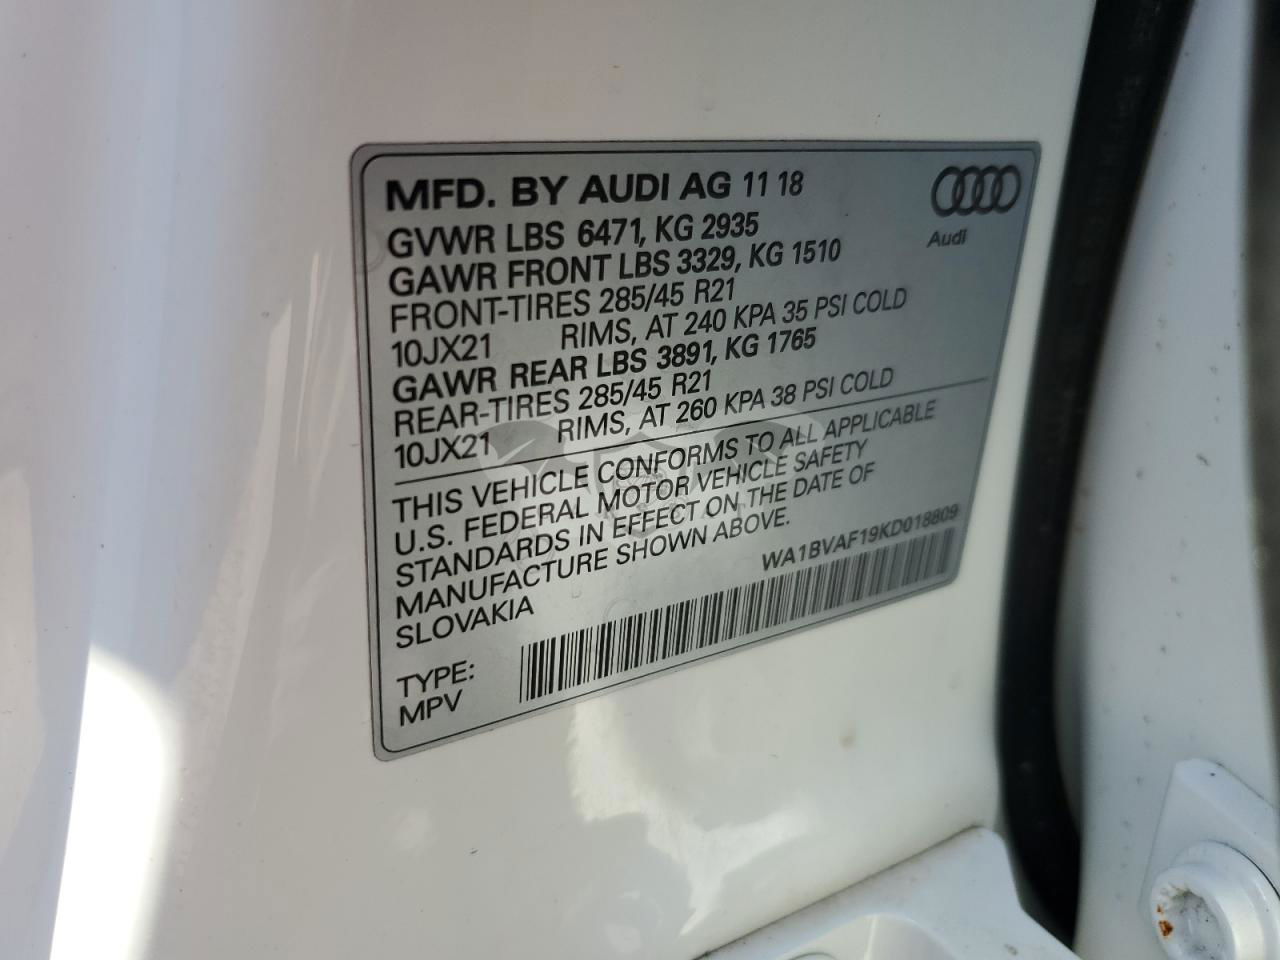 MFD. BY AUDI AG 11 18
GVWR LBS 6471, KG 2935
GAWR FRONT LBS 3329, KG 1510
FRONT-TIRES 285/45 R21
10JX21 RIMS, AT 240 KPA 35 PSI COLD
GAWR REAR LBS 3891, KG 1765
REAR-TIRES 285/45 R21
10JX21 RIMS, AT 260 KPA 38 PSI COLD
Audi
THIS VEHICLE CONFORMS TO ALL APPLICABLE
U.S. FEDERAL MOTOR VEHICLE SAFETY
STANDARDS IN EFFECT ON THE DATE OF
MANUFACTURE SHOWN ABOVE.
SLOVAKIA
WA1BVAF19KD018809
TYPE:
MPV